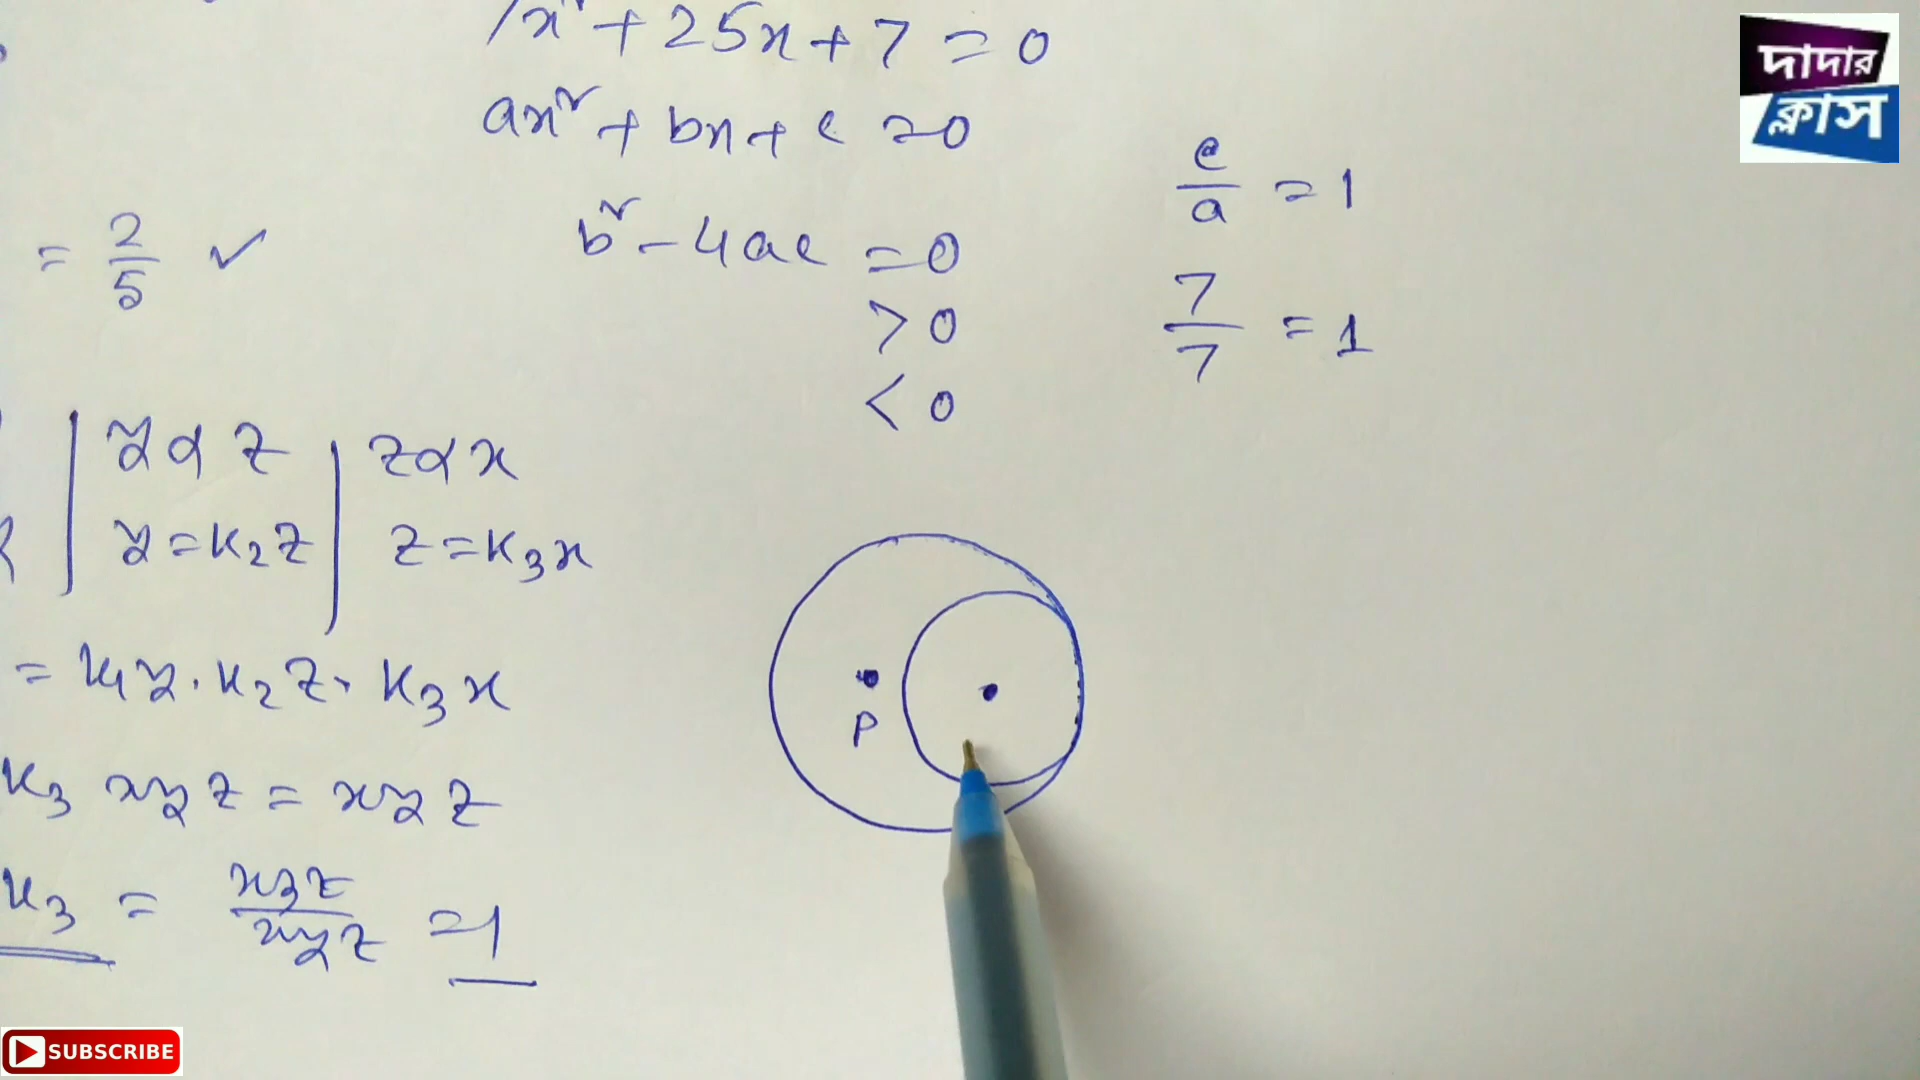 7x² + 25x + 7 = 0
ax² + bx + c = 0
b² - 4ac = 0
> 0
< 0
c/a = 1
7/7 = 1
= 2/5 ✓
y ∝ z | z ∝ x
y = k₂z | z = k₃x
= k₁y . k₂z . k₃x
k₃ xyz = xyz
k₃ = xyz/xyz = 1
P
দাদার
ক্লাস
SUBSCRIBE